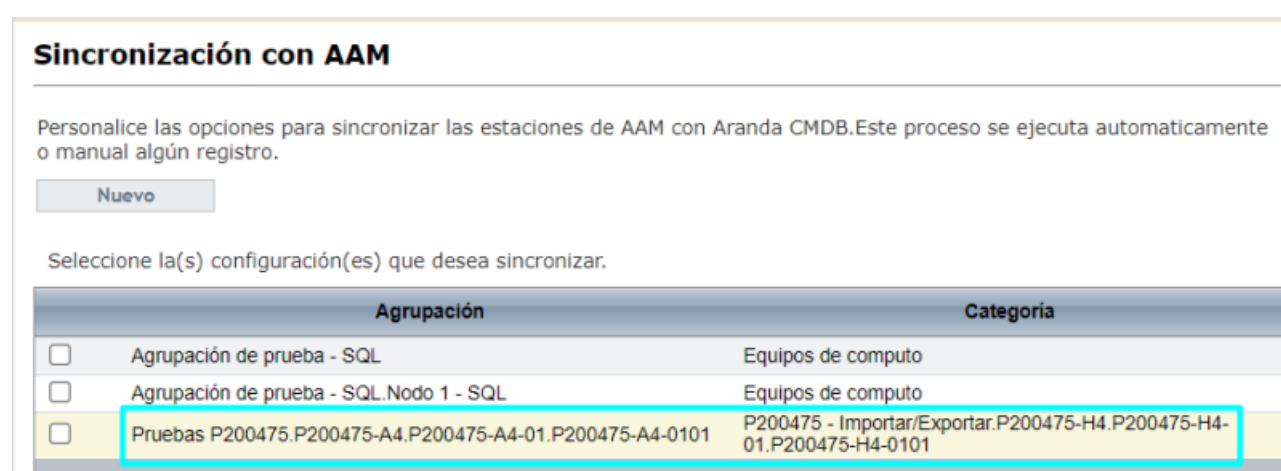 Sincronización con AAM
Personalice las opciones para sincronizar las estaciones de AAM con Aranda CMDB.Este proceso se ejecuta automaticamente
o manual algún registro.
Nuevo
Seleccione la(s) configuración(es) que desea sincronizar.
Agrupación Categoría
Agrupación de prueba - SQL Equipos de computo
Agrupación de prueba - SQL.Nodo 1 - SQL Equipos de computo
Pruebas P200475.P200475-A4.P200475-A4-01.P200475-A4-0101 P200475 - Importar/Exportar.P200475-H4.P200475-H4-
01.P200475-H4-0101